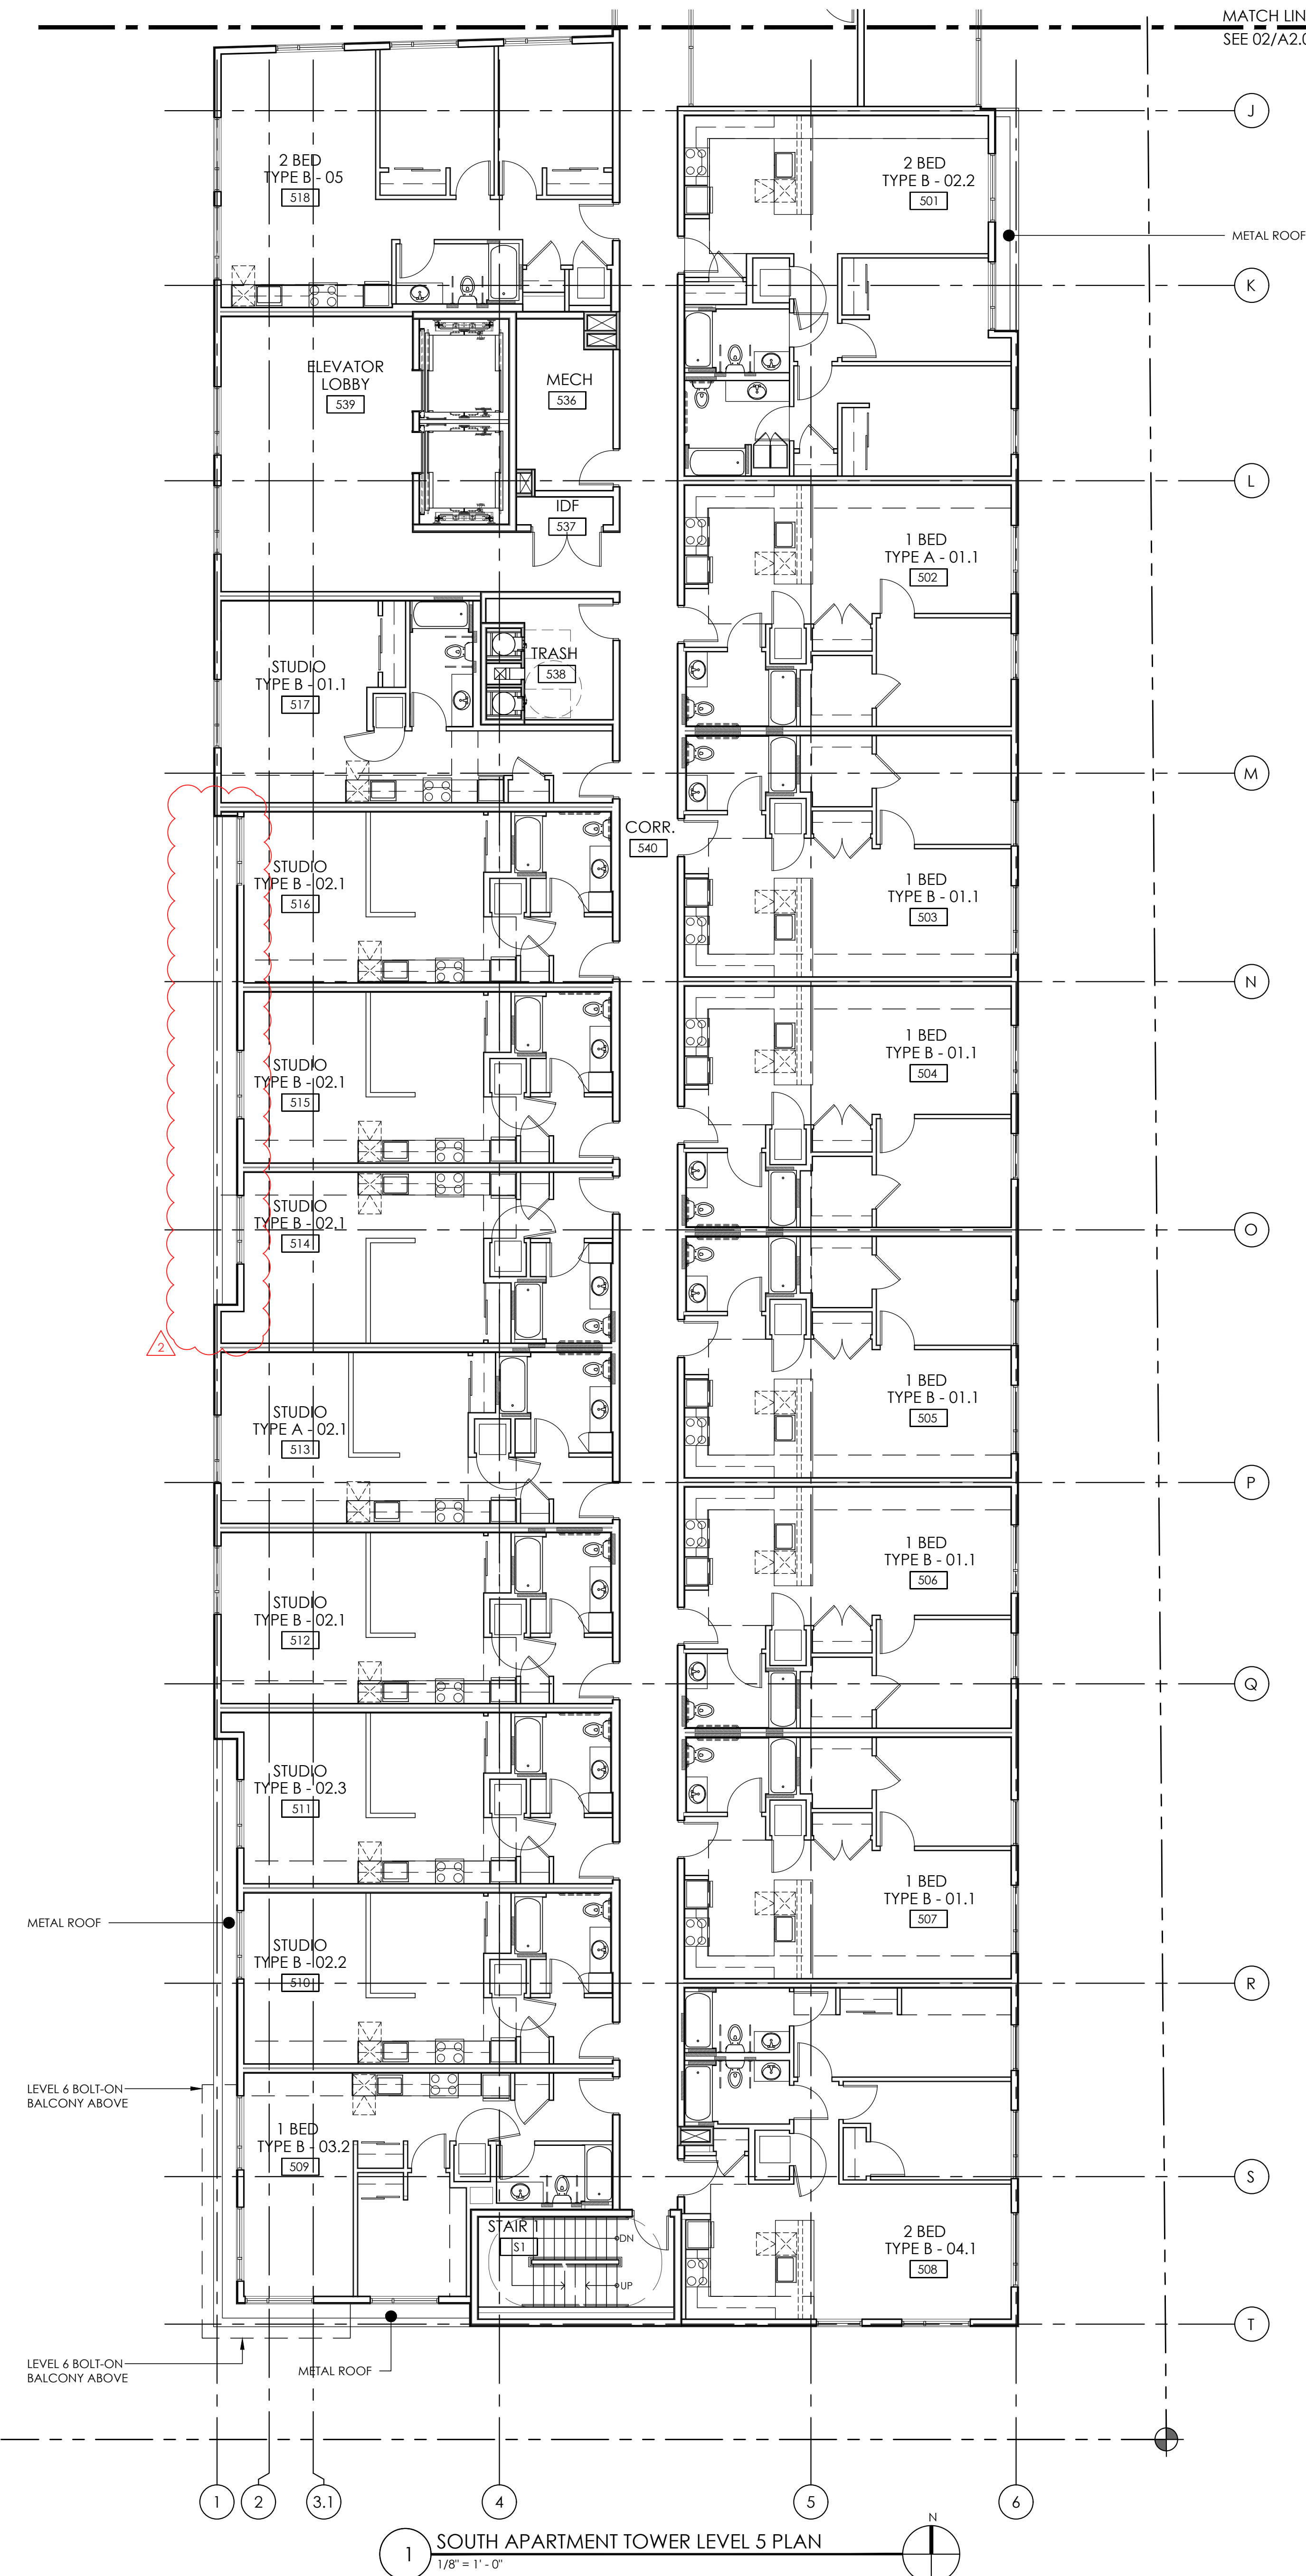 MATCH LIN
SEE 02/A2.0
J
2 BED
TYPE B - 05
518
2 BED
TYPE B - 02.2
501
METAL ROOF
K
ELEVATOR
LOBBY
539
MECH
536
L
IDF
537
1 BED
TYPE A - 01.1
502
STUDIO
TYPE B - 01.1
517
TRASH
538
M
CORR.
540
STUDIO
TYPE B - 02.1
516
1 BED
TYPE B - 01.1
503
N
STUDIO
TYPE B - 02.1
515
1 BED
TYPE B - 01.1
504
STUDIO
TYPE B - 02.1
514
O
2
STUDIO
TYPE A - 02.1
513
1 BED
TYPE B - 01.1
505
P
STUDIO
TYPE B - 02.1
512
1 BED
TYPE B - 01.1
506
Q
STUDIO
TYPE B - 02.3
511
1 BED
TYPE B - 01.1
507
METAL ROOF
STUDIO
TYPE B - 02.2
510
R
LEVEL 6 BOLT-ON
BALCONY ABOVE
1 BED
TYPE B - 03.2
509
S
STAIR 1
S1
DN
UP
2 BED
TYPE B - 04.1
508
T
LEVEL 6 BOLT-ON
BALCONY ABOVE
METAL ROOF
1
2
3.1
4
5
6
N
1
SOUTH APARTMENT TOWER LEVEL 5 PLAN
1/8" = 1' - 0"